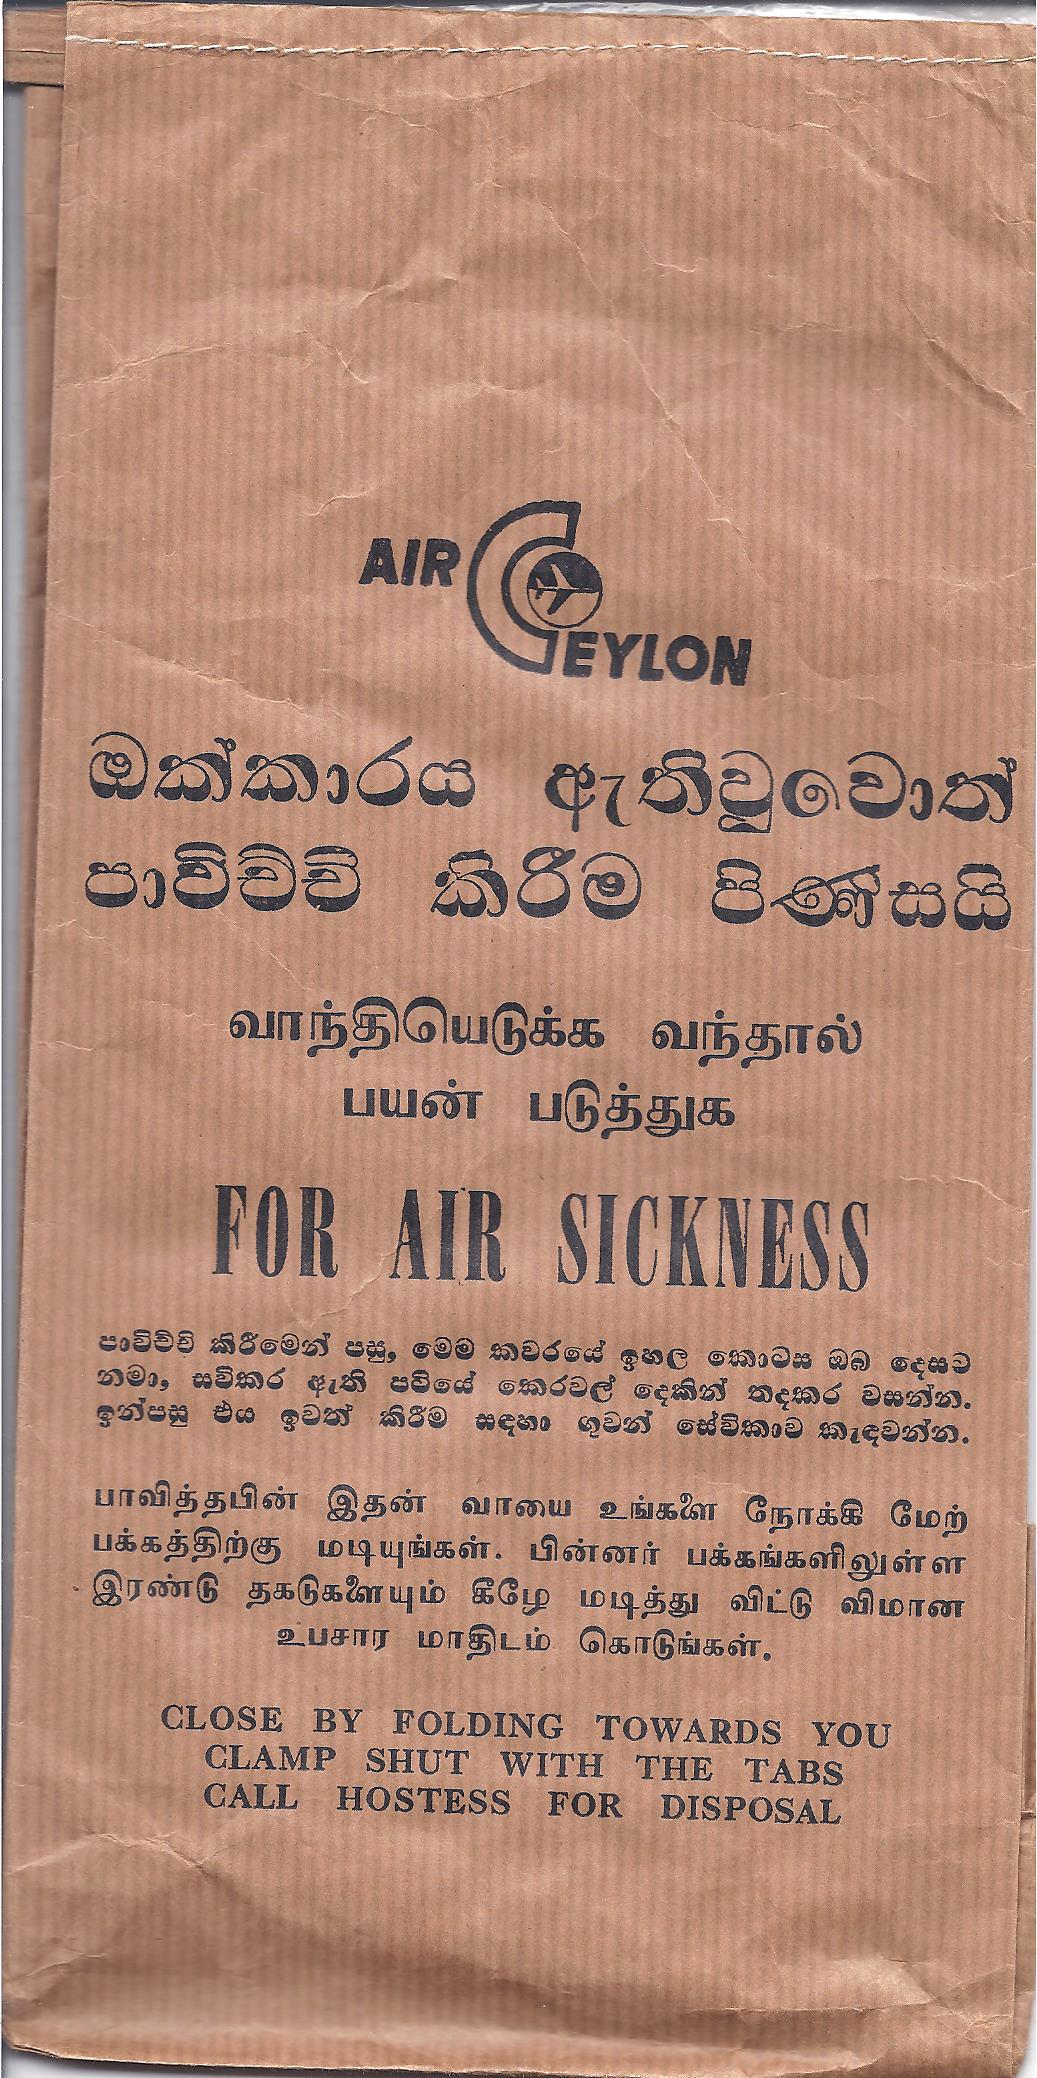 AIR CEYLON
ඔක්කාරය ඇතිවූවොත්
පාවිච්චි කිරීම පිණිසයි
வாந்தியெடுக்க வந்தால்
பயன் படுத்துக
FOR AIR SICKNESS
පාවිච්චි කිරීමෙන් පසු, මෙම කවරයේ ඉහල කොටස ඔබ දෙසට
නමා, සවිකර ඇති පටියේ කෙරවල් දෙකින් තදකර වසන්න.
ඉන්පසු එය ඉවත් කිරීම සඳහා ගුවන් සේවිකාව කැඳවන්න.
பாவித்தபின் இதன் வாயை உங்களை நோக்கி மேற்
பக்கத்திற்கு மடியுங்கள். பின்னர் பக்கங்களிலுள்ள
இரண்டு தகடுகளையும் கீழே மடித்து விட்டு விமான
உபசார மாதிடம் கொடுங்கள்.
CLOSE BY FOLDING TOWARDS YOU
CLAMP SHUT WITH THE TABS
CALL HOSTESS FOR DISPOSAL